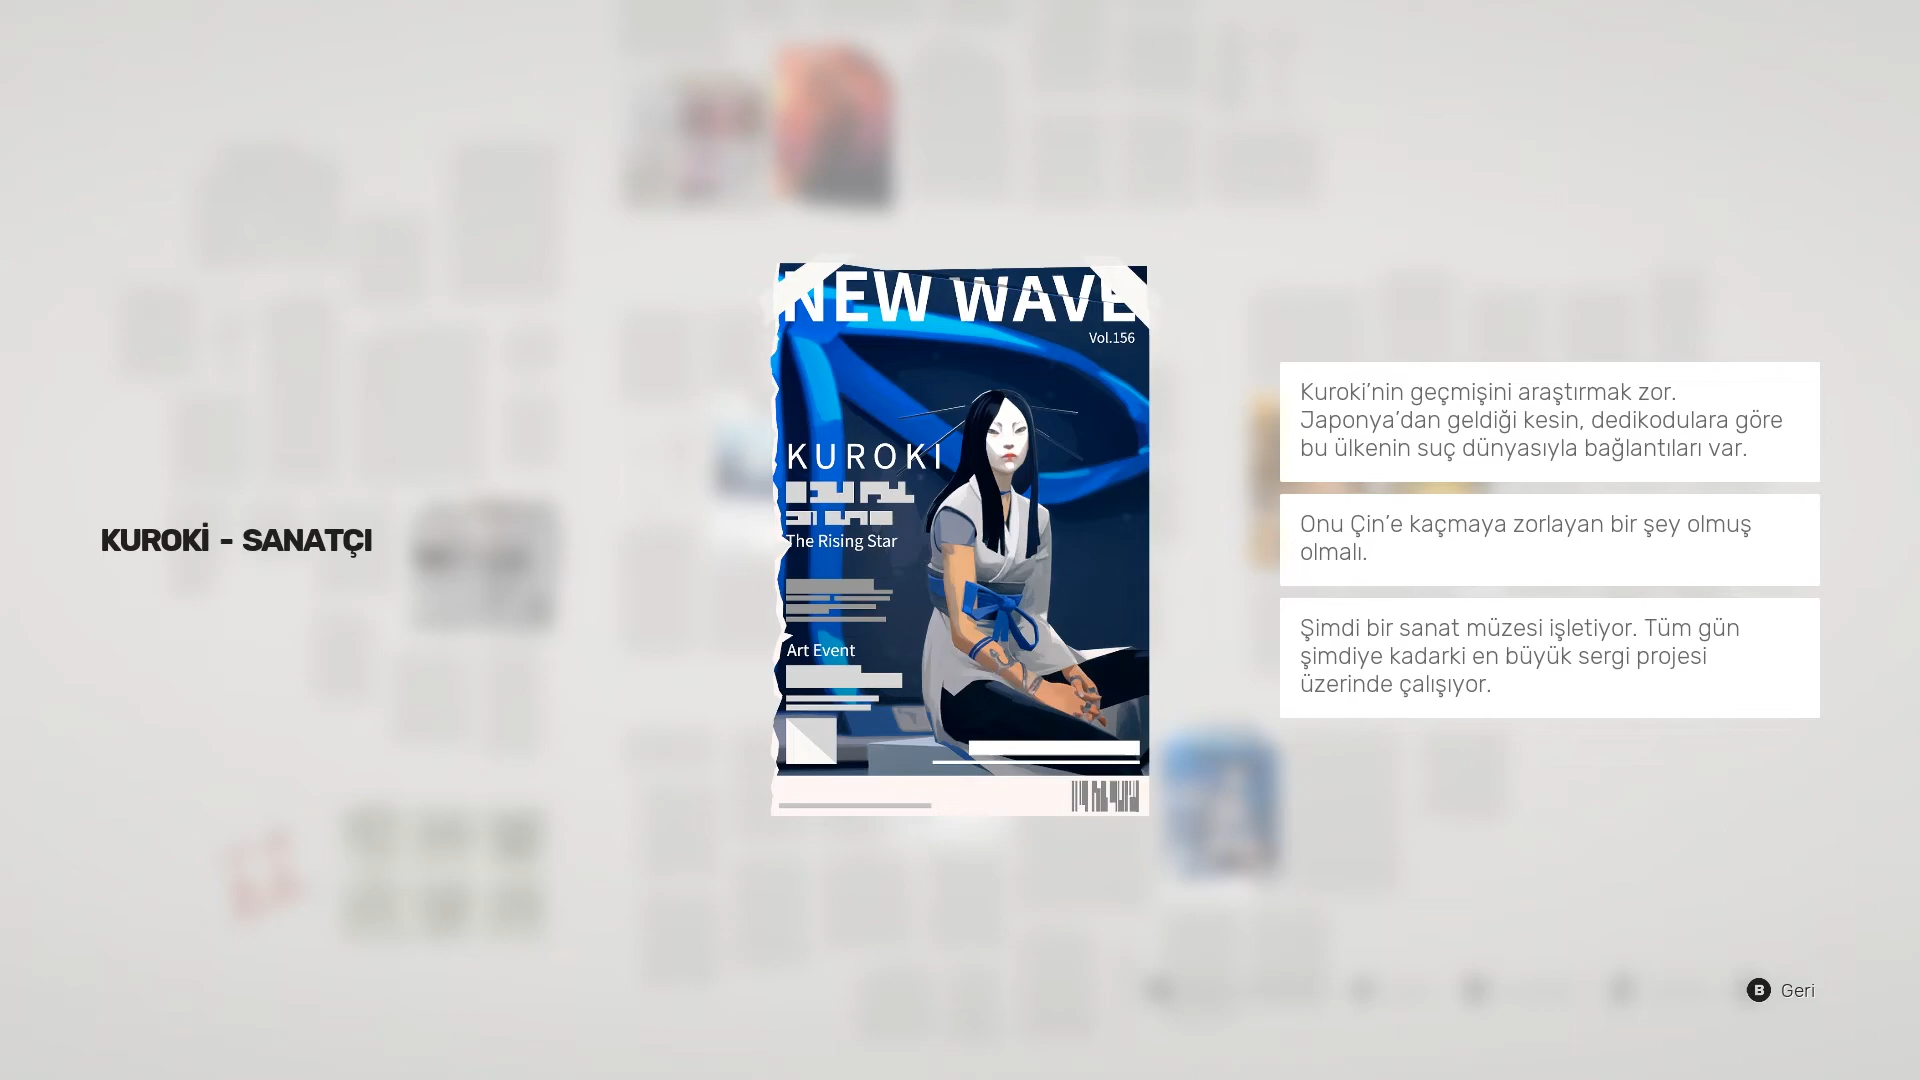 KUROKİ - SANATÇI
NEW WAVE
Vol.156
KUROKI
The Rising Star
Art Event
Kuroki’nin geçmişini araştırmak zor.
Japonya’dan geldiği kesin, dedikodulara göre
bu ülkenin suç dünyasıyla bağlantıları var.
Onu Çin’e kaçmaya zorlayan bir şey olmuş
olmalı.
Şimdi bir sanat müzesi işletiyor. Tüm gün
şimdiye kadarki en büyük sergi projesi
üzerinde çalışıyor.
B Geri